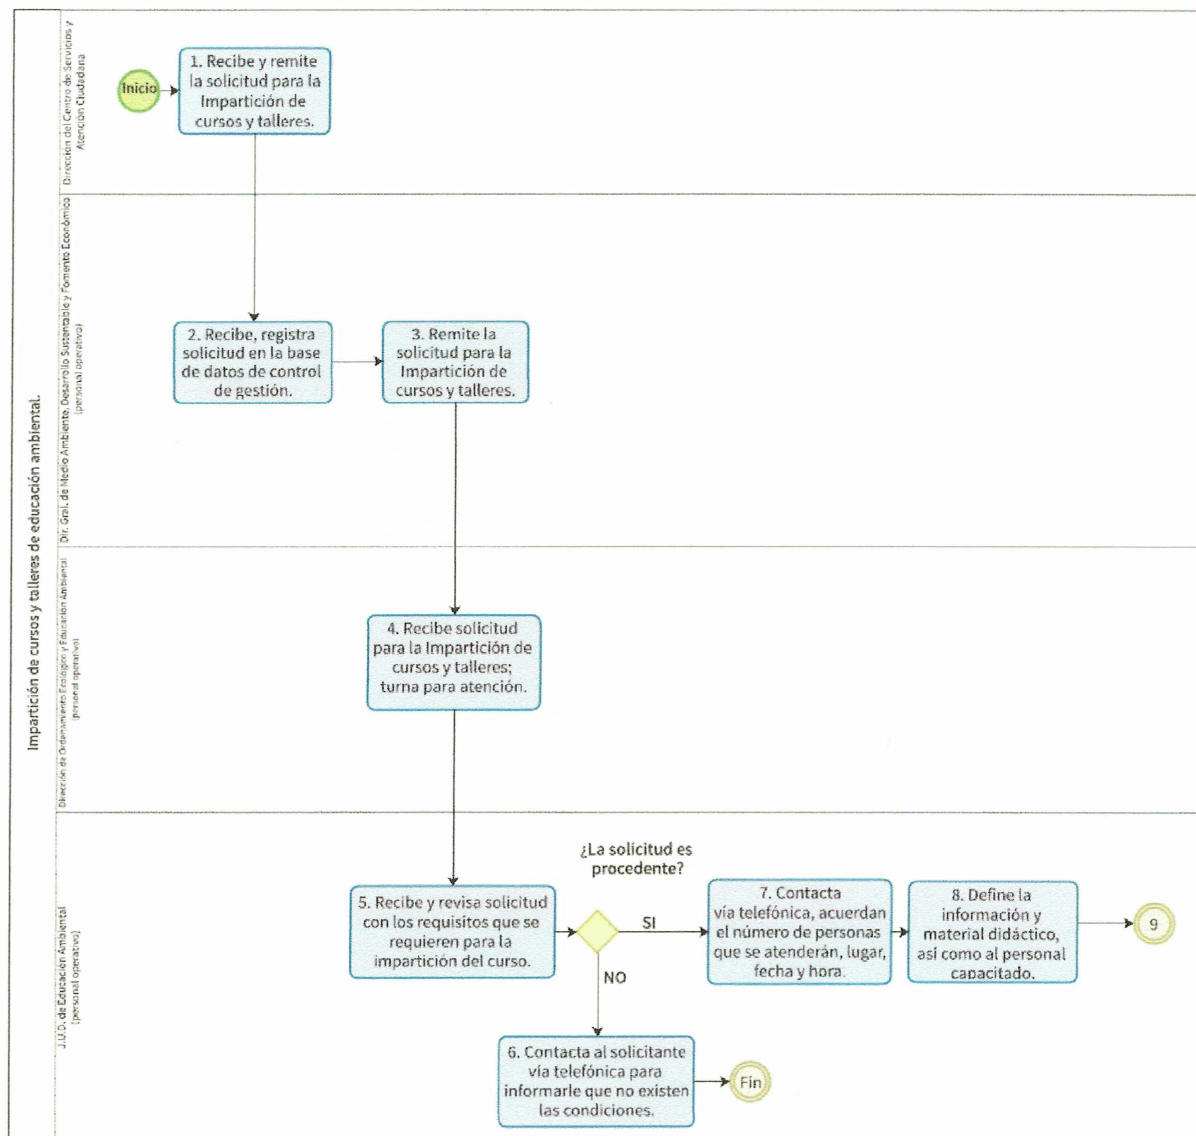 Impartición de cursos y talleres de educación ambiental.
Dirección del Centro de Servicios y
Atención Ciudadana
Inicio
1. Recibe y remite
la solicitud para la
Impartición de
cursos y talleres.
Dir. Gral. de Medio Ambiente, Desarrollo Sustentable y Fomento Económico
(personal operativo)
2. Recibe, registra
solicitud en la base
de datos de control
de gestión.
3. Remite la
solicitud para la
Impartición de
cursos y talleres.
Dirección de Ordenamiento Ecológico y Educación Ambiental
(personal operativo)
4. Recibe solicitud
para la Impartición de
cursos y talleres;
turna para atención.
J.U.D. de Educación Ambiental
(personal operativo)
5. Recibe y revisa solicitud
con los requisitos que se
requieren para la
impartición del curso.
¿La solicitud es
procedente?
SI
NO
7. Contacta
vía telefónica, acuerdan
el número de personas
que se atenderán, lugar,
fecha y hora.
8. Define la
información y
material didáctico,
así como al personal
capacitado.
9
6. Contacta al solicitante
vía telefónica para
informarle que no existen
las condiciones.
Fin